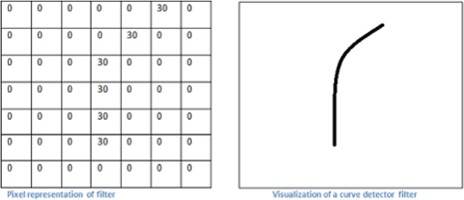 0 0 0 0 0 30 0
0 0 0 0 30 0 0
0 0 0 30 0 0 0
0 0 0 30 0 0 0
0 0 0 30 0 0 0
0 0 0 30 0 0 0
0 0 0 0 0 0 0
Pixel representation of filter
Visualization of a curve detector filter